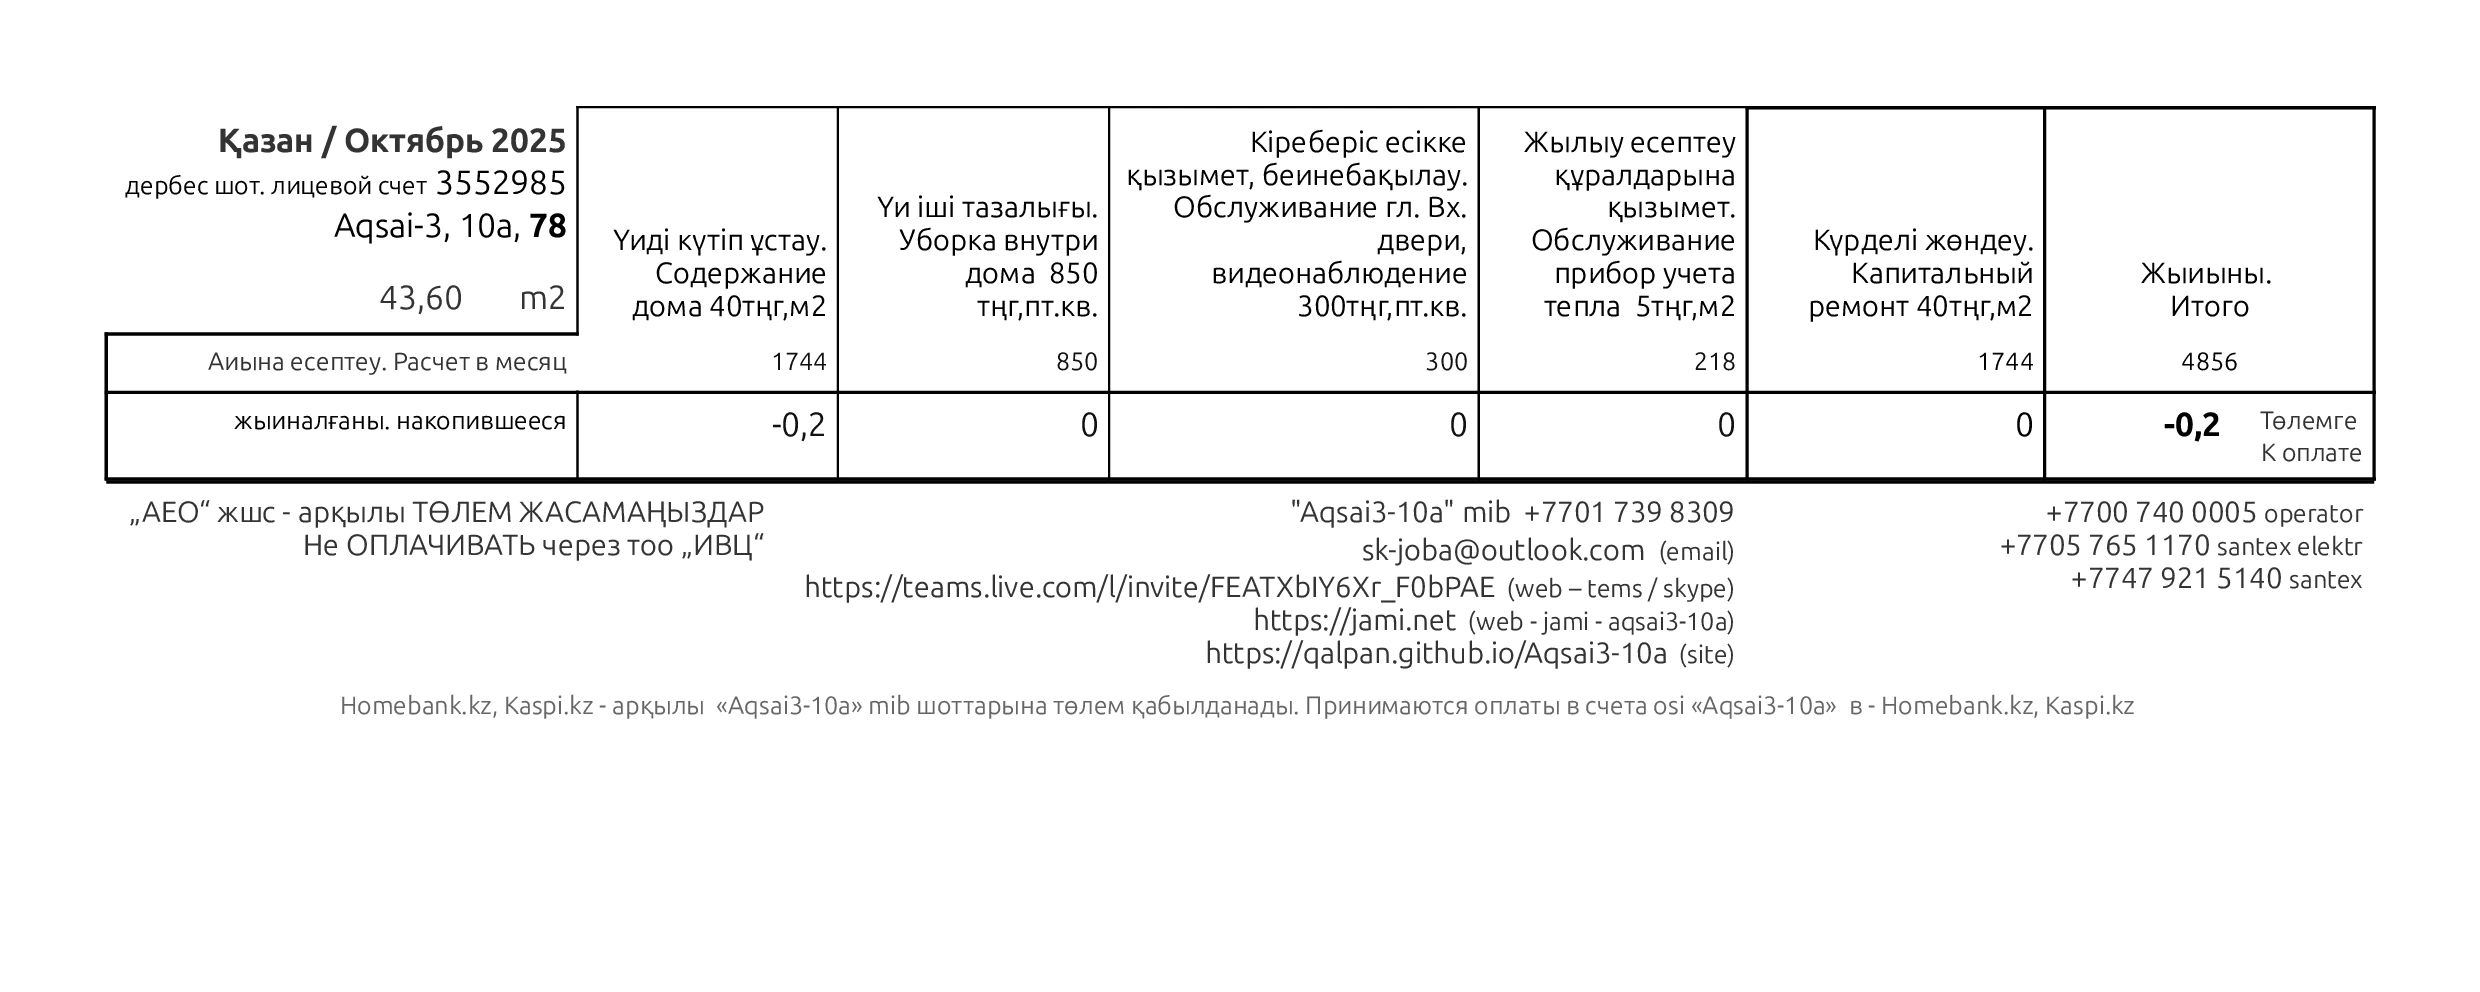 Қазан / Октябрь 2025
дербес шот. лицевой счет 3552985
Aqsai-3, 10a, 78
43,60 m2
Үиді күтіп ұстау.
Содержание
дома 40тңг,м2
Үи іші тазалығы.
Уборка внутри
дома 850
тңг,пт.кв.
Кіреберіс есікке
қызымет, беинебақылау.
Обслуживание гл. Вх.
двери,
видеонаблюдение
300тңг,пт.кв.
Жылыу есептеу
құралдарына
қызымет.
Обслуживание
прибор учета
тепла 5тңг,м2
Күрделі жөндеу.
Капитальный
ремонт 40тңг,м2
Жыиыны.
Итого
Аиына есептеу. Расчет в месяц 1744 850 300 218 1744 4856
жыиналғаны. накопившееся -0,2 0 0 0 0 -0,2 Төлемге
К оплате
„АЕО“ жшс - арқылы ТӨЛЕМ ЖАСАМАҢЫЗДАР
Не ОПЛАЧИВАТЬ через тоо „ИВЦ“
"Aqsai3-10a" mib +7701 739 8309
sk-joba@outlook.com (email)
https://teams.live.com/l/invite/FEATXbIY6Xr_F0bPAE (web – tems / skype)
https://jami.net (web - jami - aqsai3-10a)
https://qalpan.github.io/Aqsai3-10a (site)
+7700 740 0005 operator
+7705 765 1170 santex elektr
+7747 921 5140 santex
Homebank.kz, Kaspi.kz - арқылы «Aqsai3-10a» mib шоттарына төлем қабылданады. Принимаются оплаты в счета osi «Aqsai3-10a» в - Homebank.kz, Kaspi.kz